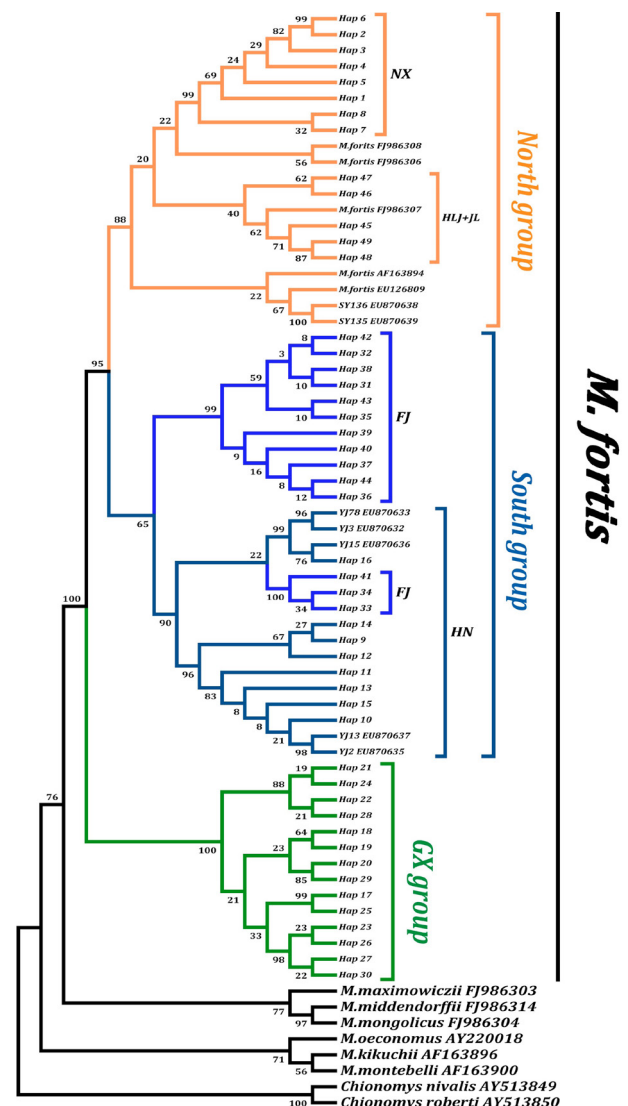 99
Hap 6
82
Hap 2
29
Hap 3
24
Hap 4
NX
69
Hap 5
99
Hap 1
Hap 8
32
Hap 7
22
M.forits FJ986308
56
M.fortis FJ986306
20
62
Hap 47
Hap 46
40
M.fortis FJ986307
HLJ+JL
62
Hap 45
71
Hap 49
87
Hap 48
88
M.fortis AF163894
22
M.fortis EU126809
67
SY136 EU870638
100
SY135 EU870639
North group
95
8
Hap 42
3
Hap 32
Hap 38
59
10
Hap 31
Hap 43
99
10
Hap 35
FJ
9
Hap 39
16
Hap 40
8
Hap 37
Hap 44
12
Hap 36
65
96
YJ78 EU870633
99
YJ3 EU870632
YJ15 EU870636
22
76
Hap 16
100
Hap 41
34
Hap 34
FJ
Hap 33
90
27
Hap 14
67
Hap 9
HN
Hap 12
96
Hap 11
83
Hap 13
8
Hap 15
8
Hap 10
21
YJ13 EU870637
98
YJ2 EU870635
South group
M. fortis
100
19
Hap 21
88
Hap 24
Hap 22
21
Hap 28
100
64
Hap 18
23
Hap 19
Hap 20
85
Hap 29
21
99
Hap 17
Hap 25
33
23
Hap 23
Hap 26
98
Hap 27
22
Hap 30
GX group
76
M.maximowiczii FJ986303
77
M.middendorffii FJ986314
97
M.mongolicus FJ986304
M.oeconomus AY220018
71
M.kikuchii AF163896
56
M.montebelli AF163900
Chionomys nivalis AY513849
100
Chionomys roberti AY513850